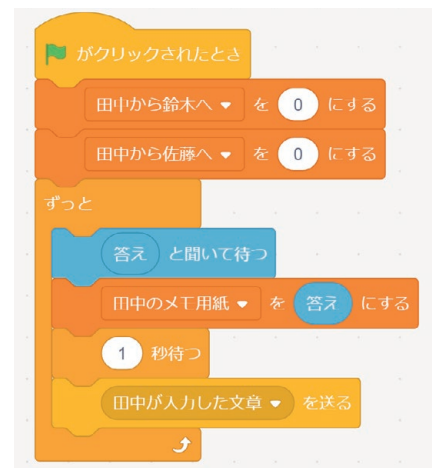 がクリックされたとき
田中から鈴木へ を 0 にする
田中から佐藤へ を 0 にする
ずっと
答え と聞いて待つ
田中のメモ用紙 を 答え にする
1 秒待つ
田中が入力した文章 を送る